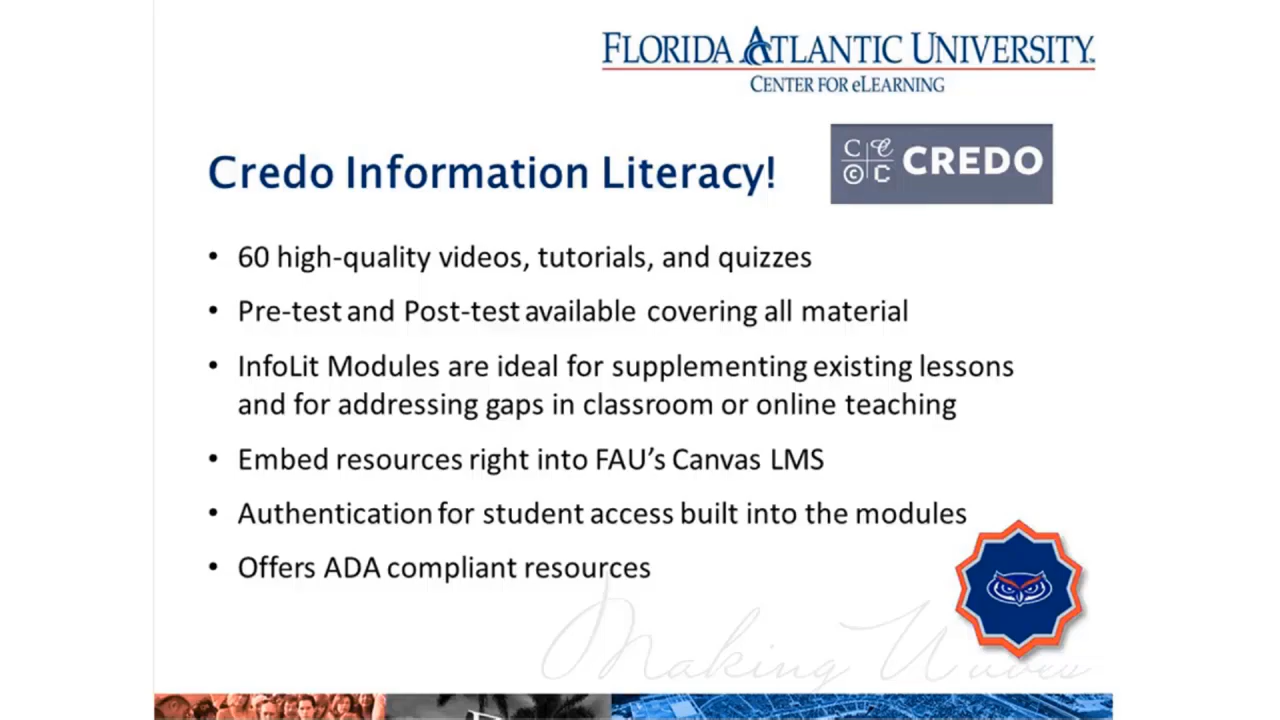 FLORIDA ATLANTIC UNIVERSITY™
CENTER FOR eLEARNING
C C © C CREDO
Credo Information Literacy!
• 60 high-quality videos, tutorials, and quizzes
• Pre-test and Post-test available covering all material
• InfoLit Modules are ideal for supplementing existing lessons
and for addressing gaps in classroom or online teaching
• Embed resources right into FAU’s Canvas LMS
• Authentication for student access built into the modules
• Offers ADA compliant resources
Making Waves